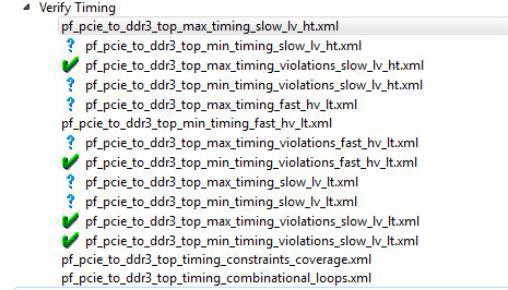 Verify Timing
pf_pcie_to_ddr3_top_max_timing_slow_lv_ht.xml
pf_pcie_to_ddr3_top_min_timing_slow_lv_ht.xml
pf_pcie_to_ddr3_top_max_timing_violations_slow_lv_ht.xml
pf_pcie_to_ddr3_top_min_timing_violations_slow_lv_ht.xml
pf_pcie_to_ddr3_top_max_timing_fast_hv_lt.xml
pf_pcie_to_ddr3_top_min_timing_fast_hv_lt.xml
pf_pcie_to_ddr3_top_max_timing_violations_fast_hv_lt.xml
pf_pcie_to_ddr3_top_min_timing_violations_fast_hv_lt.xml
pf_pcie_to_ddr3_top_max_timing_slow_lv_lt.xml
pf_pcie_to_ddr3_top_min_timing_slow_lv_lt.xml
pf_pcie_to_ddr3_top_max_timing_violations_slow_lv_lt.xml
pf_pcie_to_ddr3_top_min_timing_violations_slow_lv_lt.xml
pf_pcie_to_ddr3_top_timing_constraints_coverage.xml
pf_pcie_to_ddr3_top_timing_combinational_loops.xml